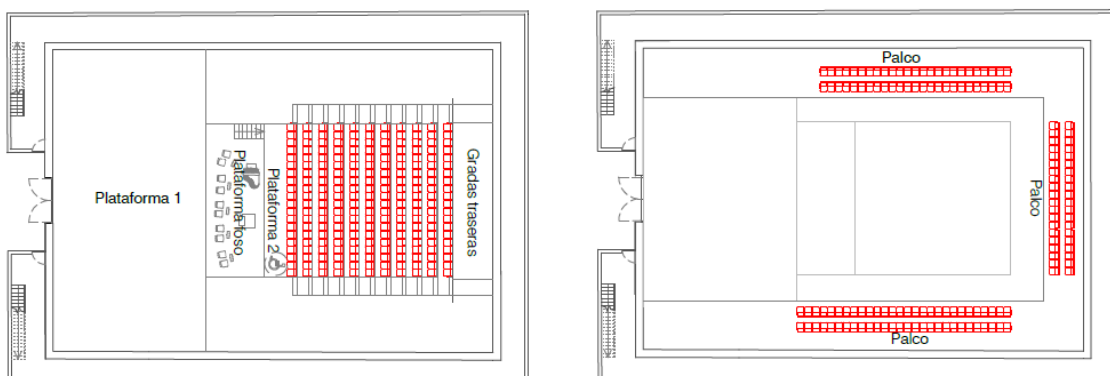 Plataforma 1
Plataforma foso
Plataforma 2
Gradas traseras
Palco
Palco
Palco